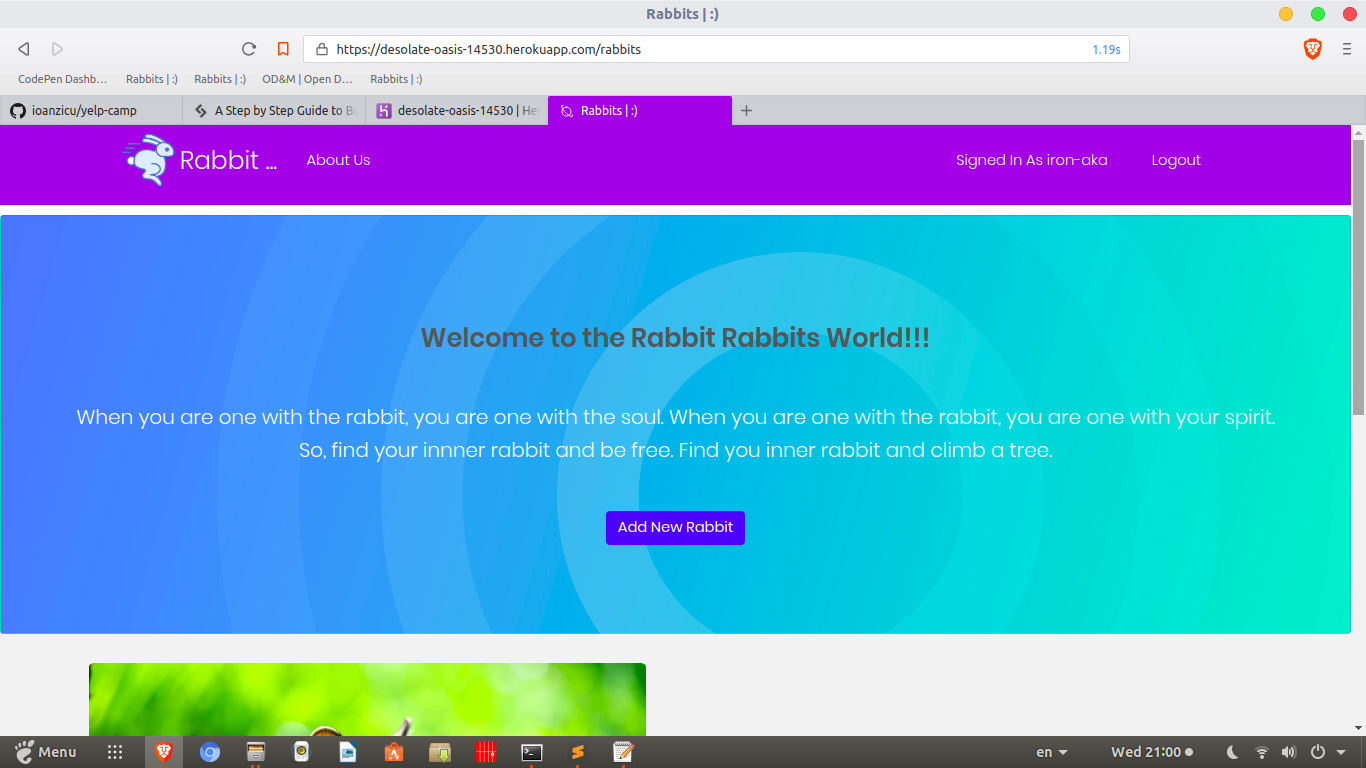 Rabbits | :)
https://desolate-oasis-14530.herokuapp.com/rabbits
1.19s
CodePen Dashb...
Rabbits | :)
Rabbits | :)
OD&M | Open D...
Rabbits | :)
ioanzicu/yelp-camp
A Step by Step Guide to Bu
desolate-oasis-14530 | He
Rabbits | :)
Rabbit ...
About Us
Signed In As iron-aka
Logout
Welcome to the Rabbit Rabbits World!!!
When you are one with the rabbit, you are one with the soul. When you are one with the rabbit, you are one with your spirit.
So, find your innner rabbit and be free. Find you inner rabbit and climb a tree.
Add New Rabbit
Menu
en
Wed 21:00